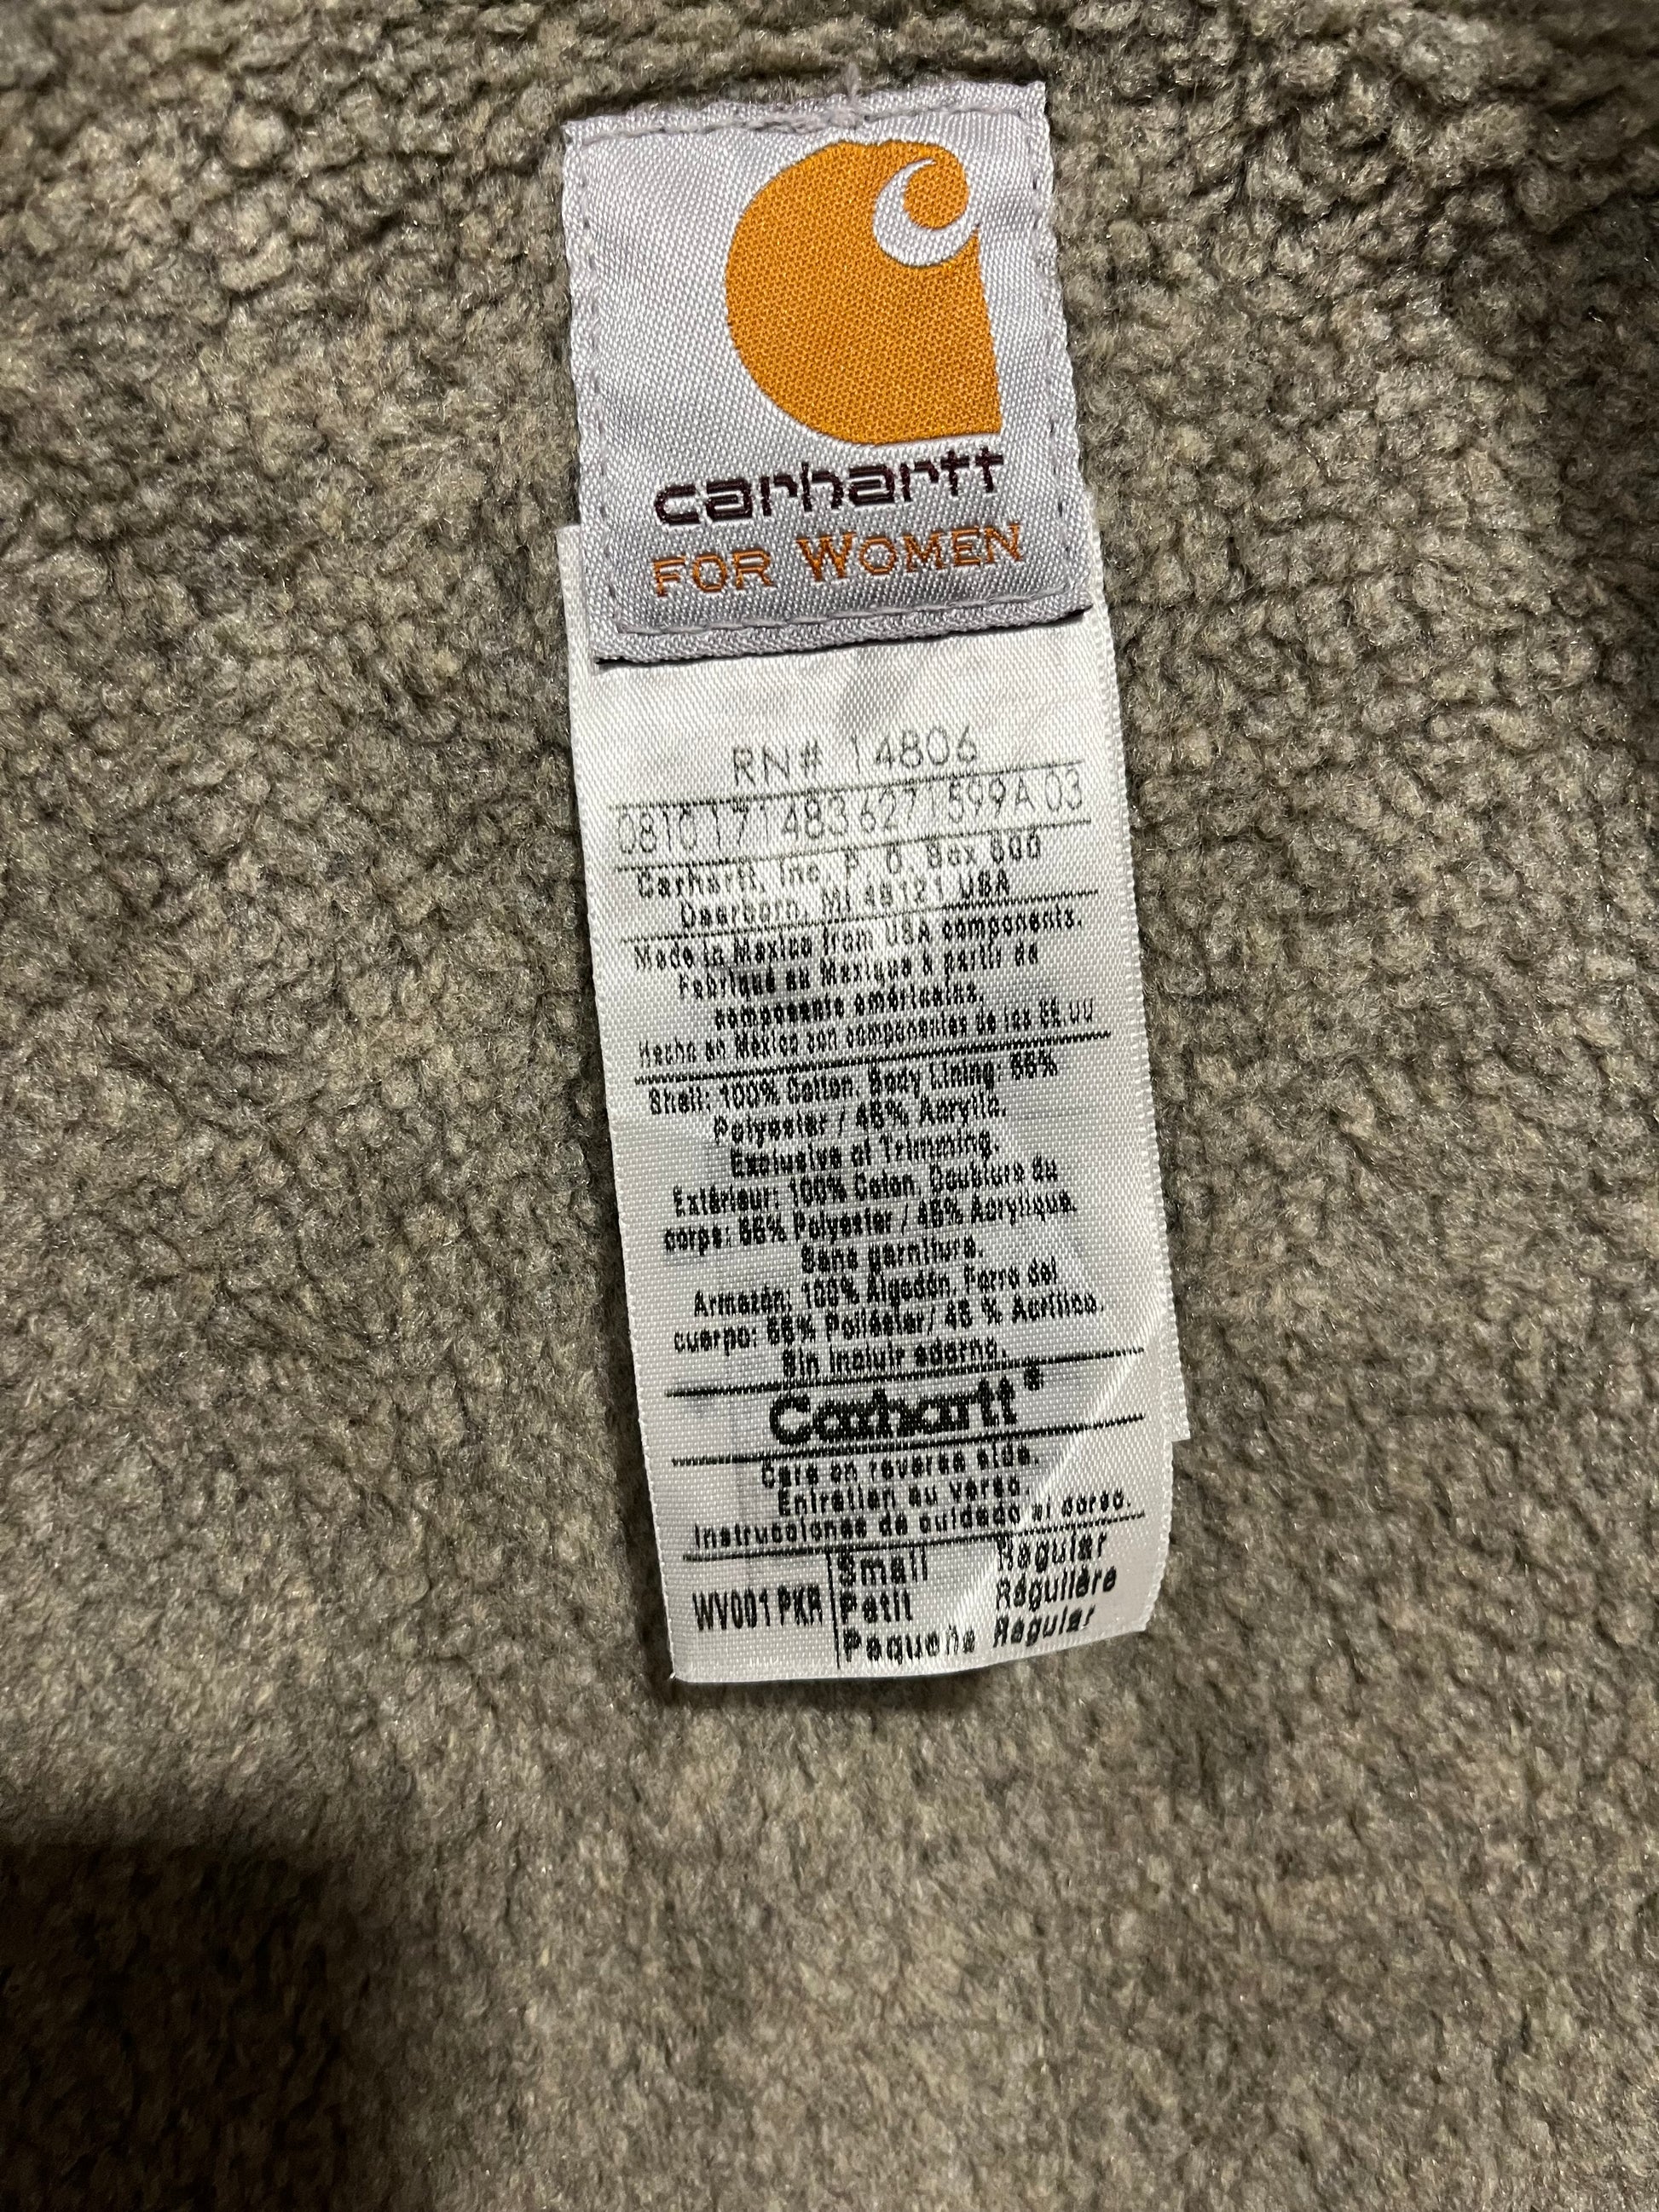 carhartt
FOR WOMEN
RN# 14806
0810 171483627 1599A 03
Carhartt, Inc. P. O. Box 600
Dearborn, MI 48121 USA
Made in Mexico from USA components.
Fabriqué au Mexique à partir de
composants américains.
Hecho en México con componentes de los EE.UU
Shell: 100% Cotton. Body Lining: 55%
Polyester / 45% Acrylic.
Exclusive of Trimming.
Extérieur: 100% Coton. Doublure du
corps: 55% Polyester / 45% Acrylique.
Sans garniture.
Armazón: 100% Algodón. Forro del
cuerpo: 55% Poliéster/ 45 % Acrílico.
Sin incluir adorno.
Carhartt®
Care on reverse side.
Entretien au verso.
Instrucciones de cuidado al dorso.
WV001 PKR Small Regular
Petit Régulière
Pequeña Regular